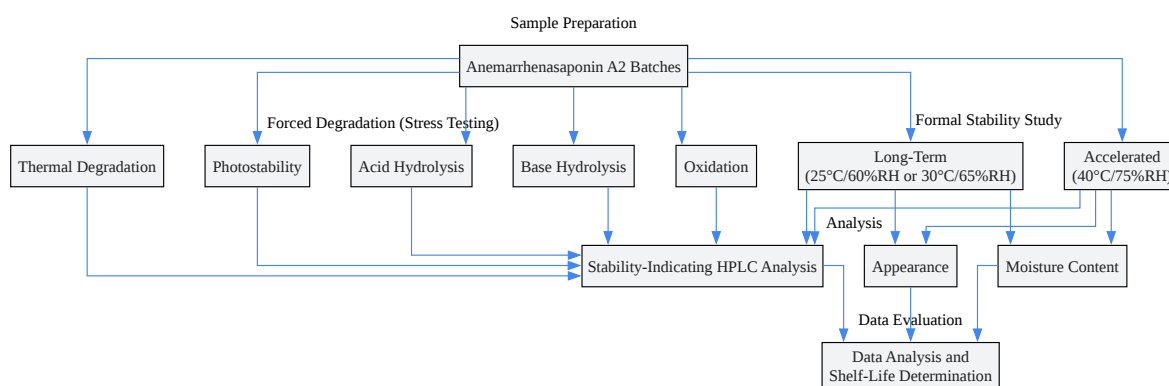 Sample Preparation
Anemarrhenasaponin A2 Batches
Forced Degradation (Stress Testing)
Formal Stability Study
Thermal Degradation
Photostability
Acid Hydrolysis
Base Hydrolysis
Oxidation
Long-Term
(25°C/60%RH or 30°C/65%RH)
Accelerated
(40°C/75%RH)
Analysis
Stability-Indicating HPLC Analysis
Appearance
Moisture Content
Data Evaluation
Data Analysis and
Shelf-Life Determination